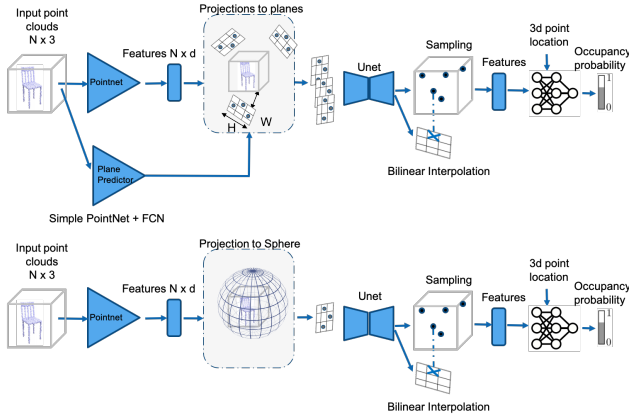 Input point
clouds
N x 3
Pointnet
Features N x d
Projections to planes
H
W
Unet
Sampling
Features
3d point
location
Occupancy
probability
1
0
Plane
Predictor
Bilinear Interpolation
Simple PointNet + FCN
Input point
clouds
N x 3
Pointnet
Features N x d
Projection to Sphere
Unet
Sampling
Features
3d point
location
Occupancy
probability
1
0
Bilinear Interpolation